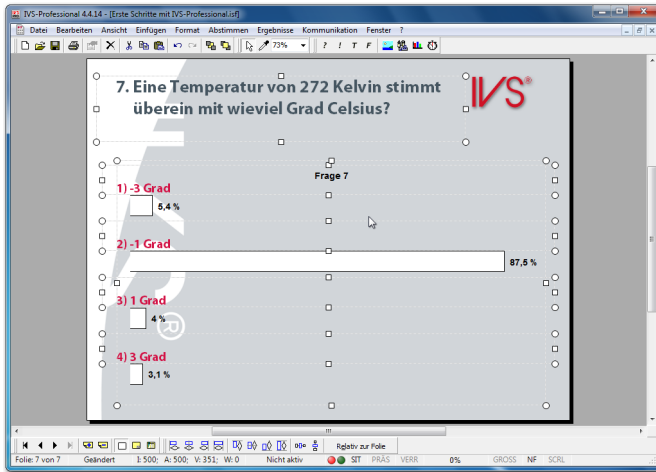 IVS-Professional 4.4.14 - [Erste Schritte mit IVS-Professional.isf]
Datei Bearbeiten Ansicht Einfügen Format Abstimmen Ergebnisse Kommunikation Fenster ?
73% ? ! T F
7. Eine Temperatur von 272 Kelvin stimmt
überein mit wieviel Grad Celsius?
IVS®
Frage 7
1) -3 Grad
5,4 %
2) -1 Grad
87,5 %
3) 1 Grad
4 %
®
4) 3 Grad
3,1 %
Relativ zur Folie
Folie: 7 von 7 Geändert I: 500; A: 500; V: 351; W: 0 Nicht aktiv SIT PRÄS VERR 0% GROSS NF SCRL